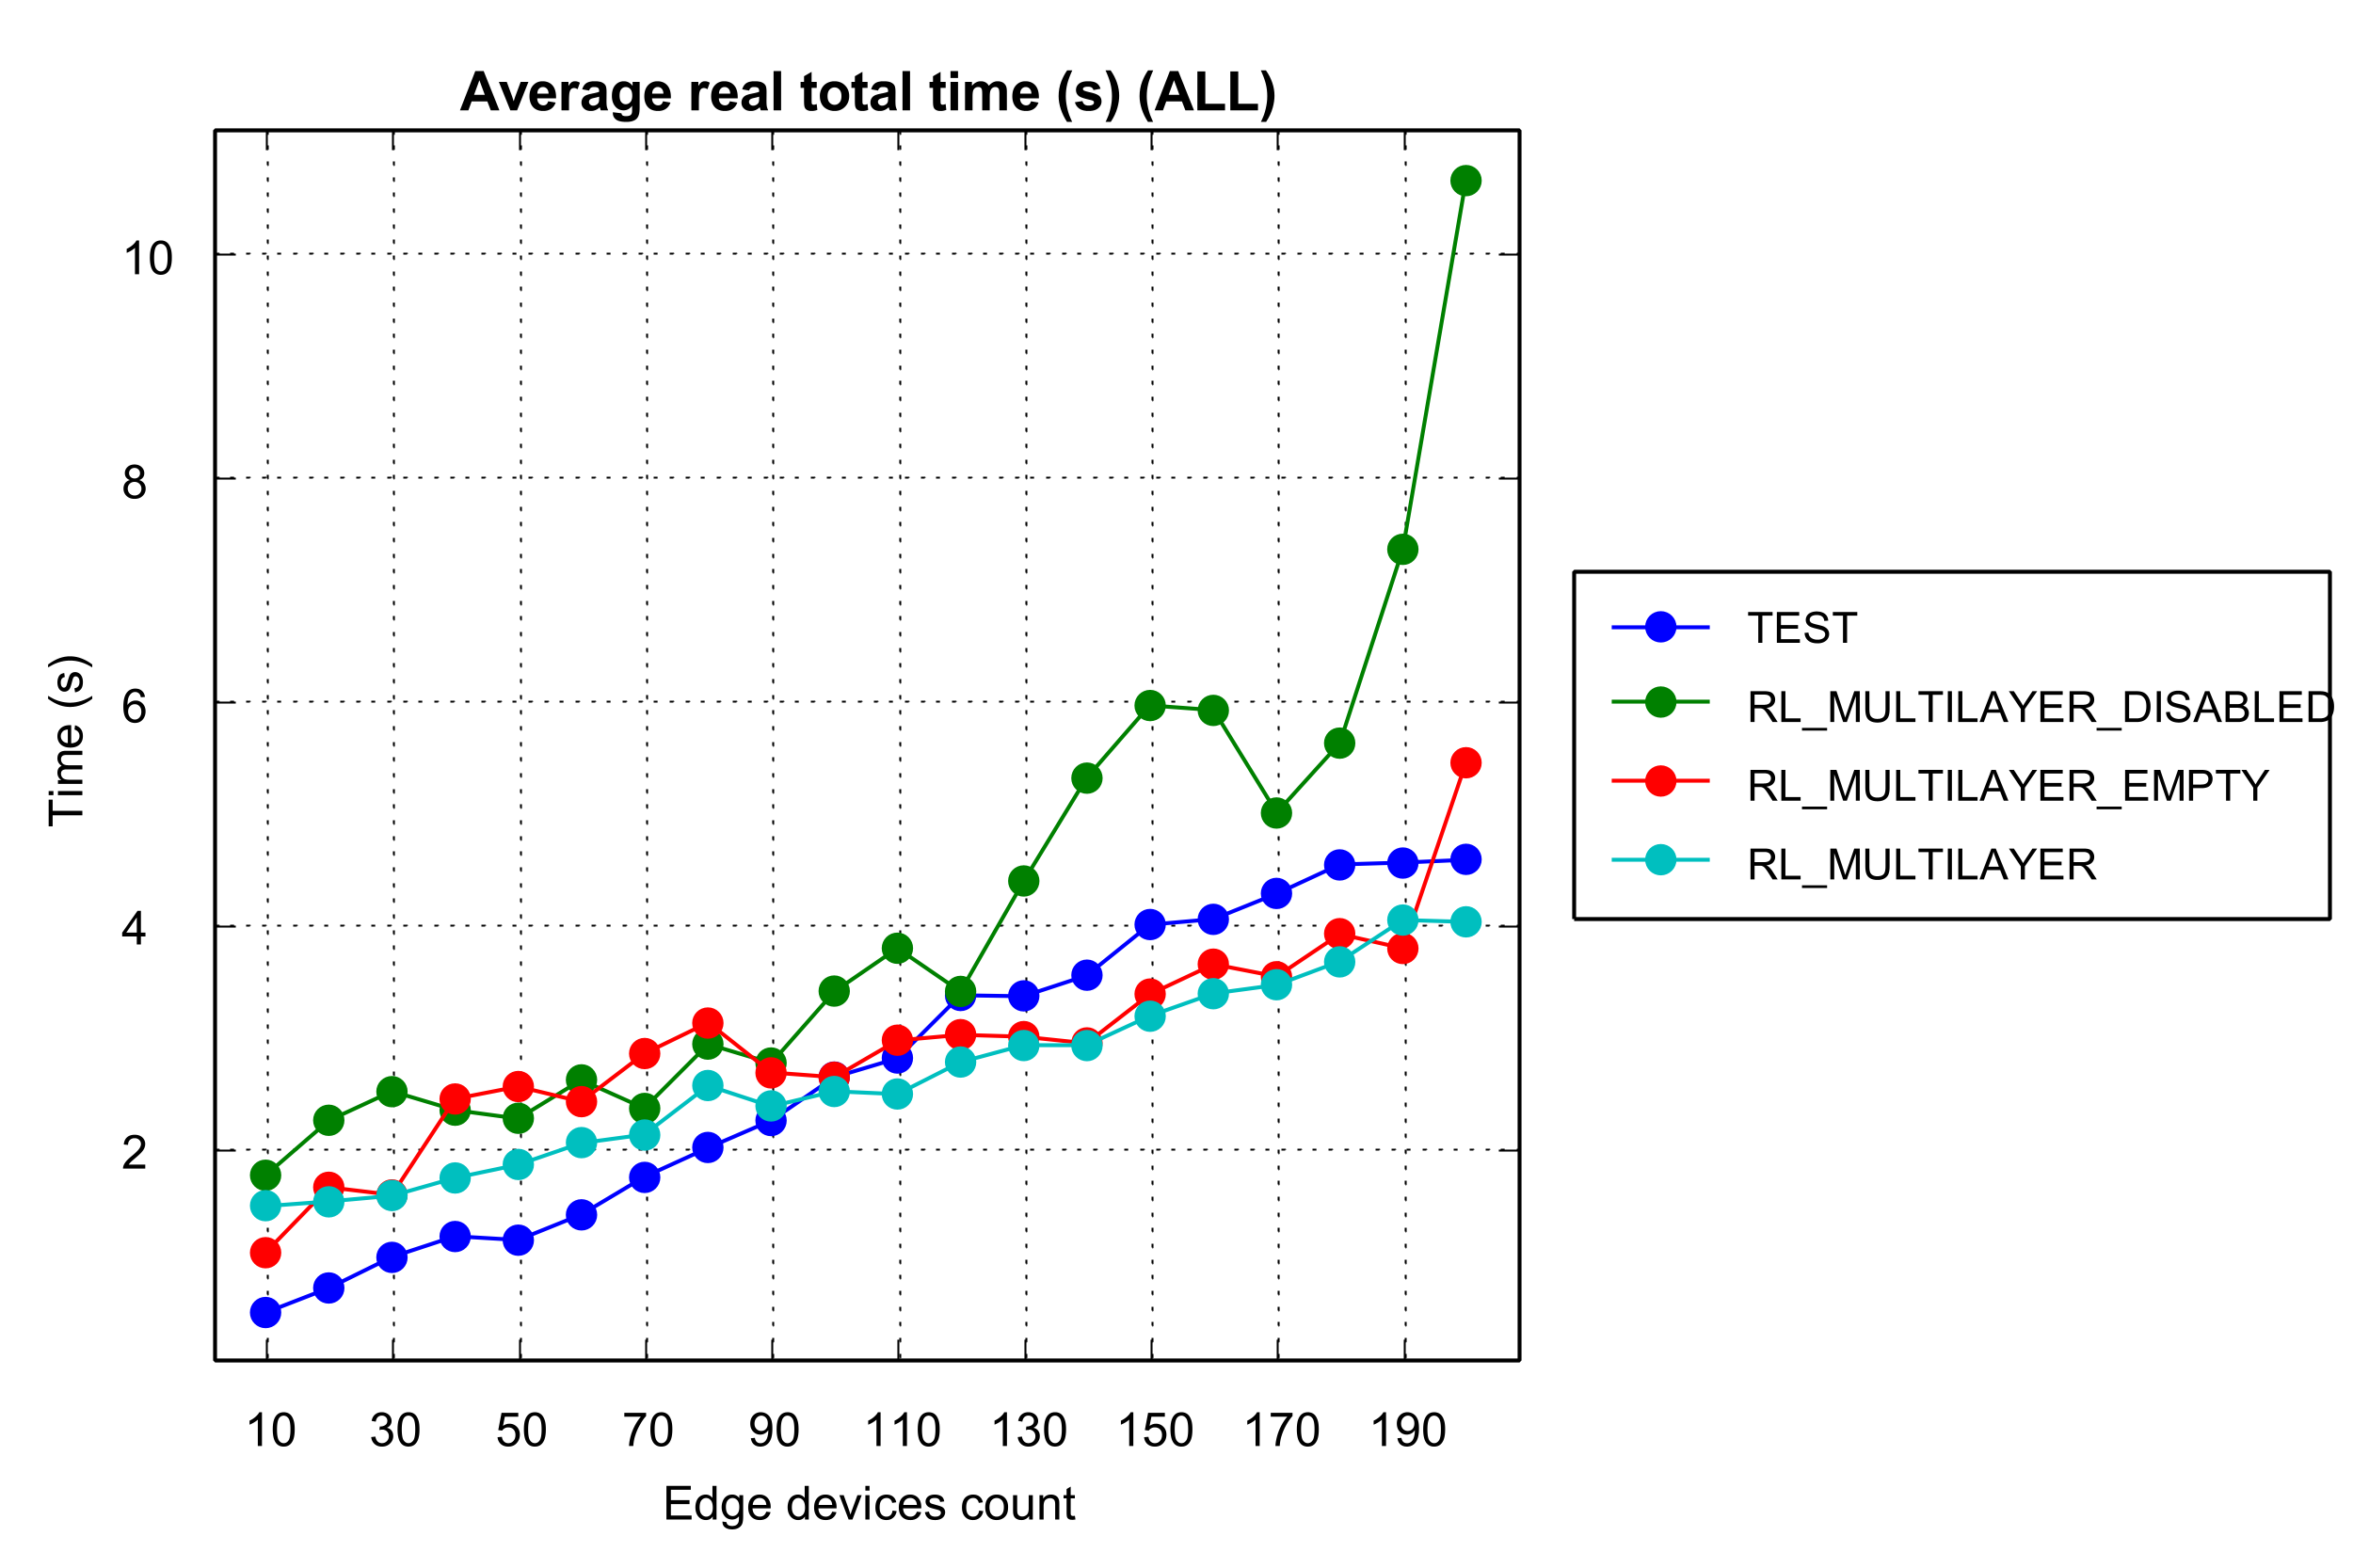 Average real total time (s) (ALL)
10
8
6
4
2
Time (s)
10 30 50 70 90 110 130 150 170 190
Edge devices count
TEST
RL_MULTILAYER_DISABLED
RL_MULTILAYER_EMPTY
RL_MULTILAYER